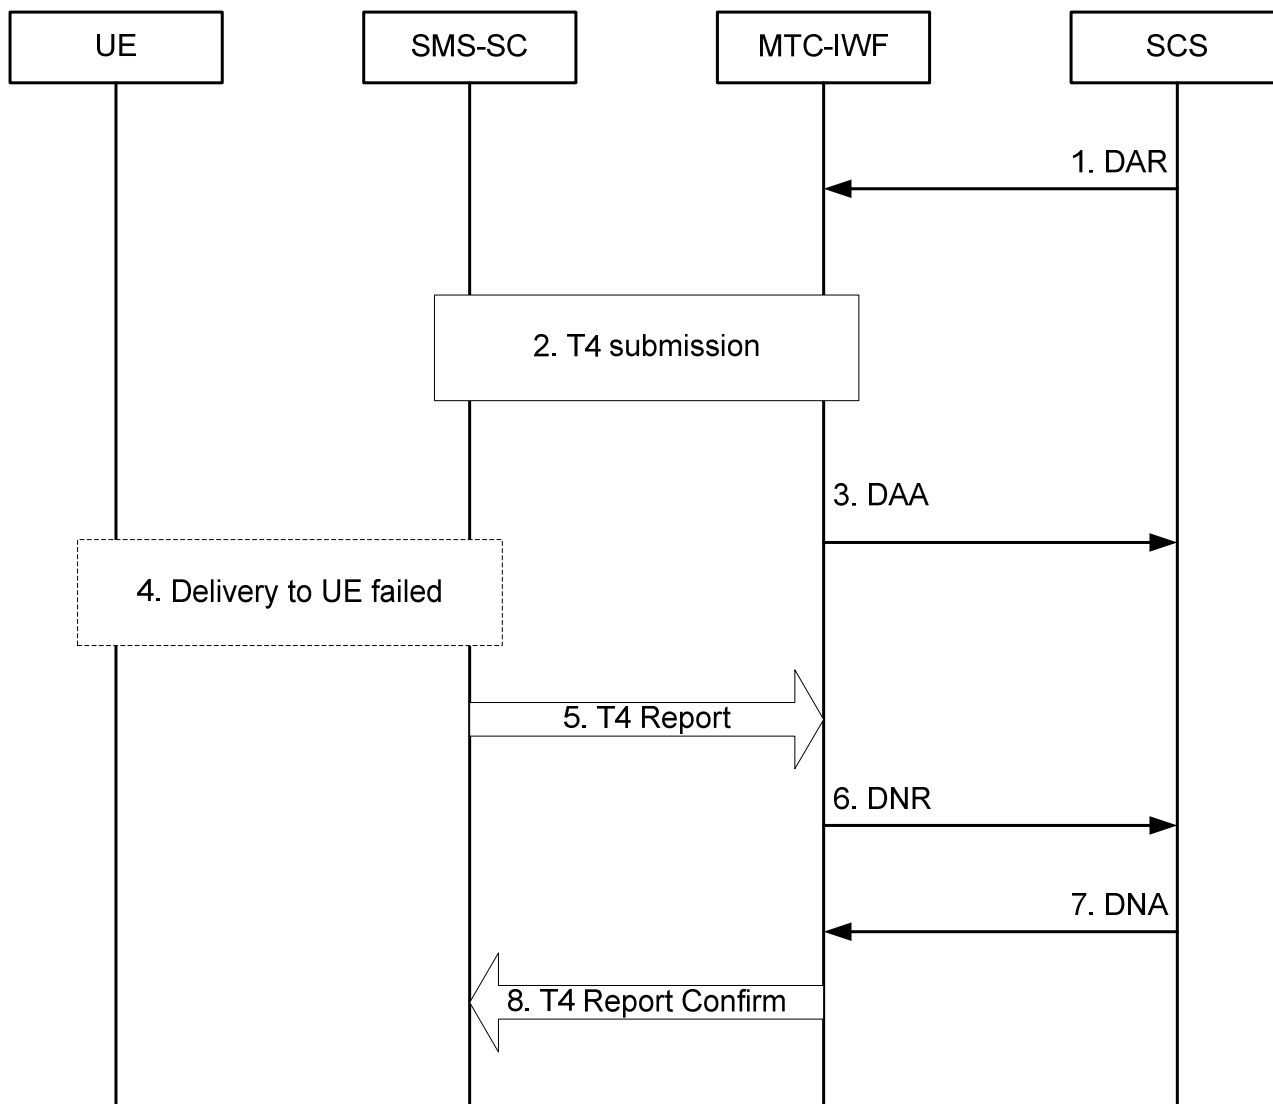 UE
SMS-SC
MTC-IWF
SCS
1. DAR
2. T4 submission
3. DAA
4. Delivery to UE failed
5. T4 Report
6. DNR
7. DNA
8. T4 Report Confirm